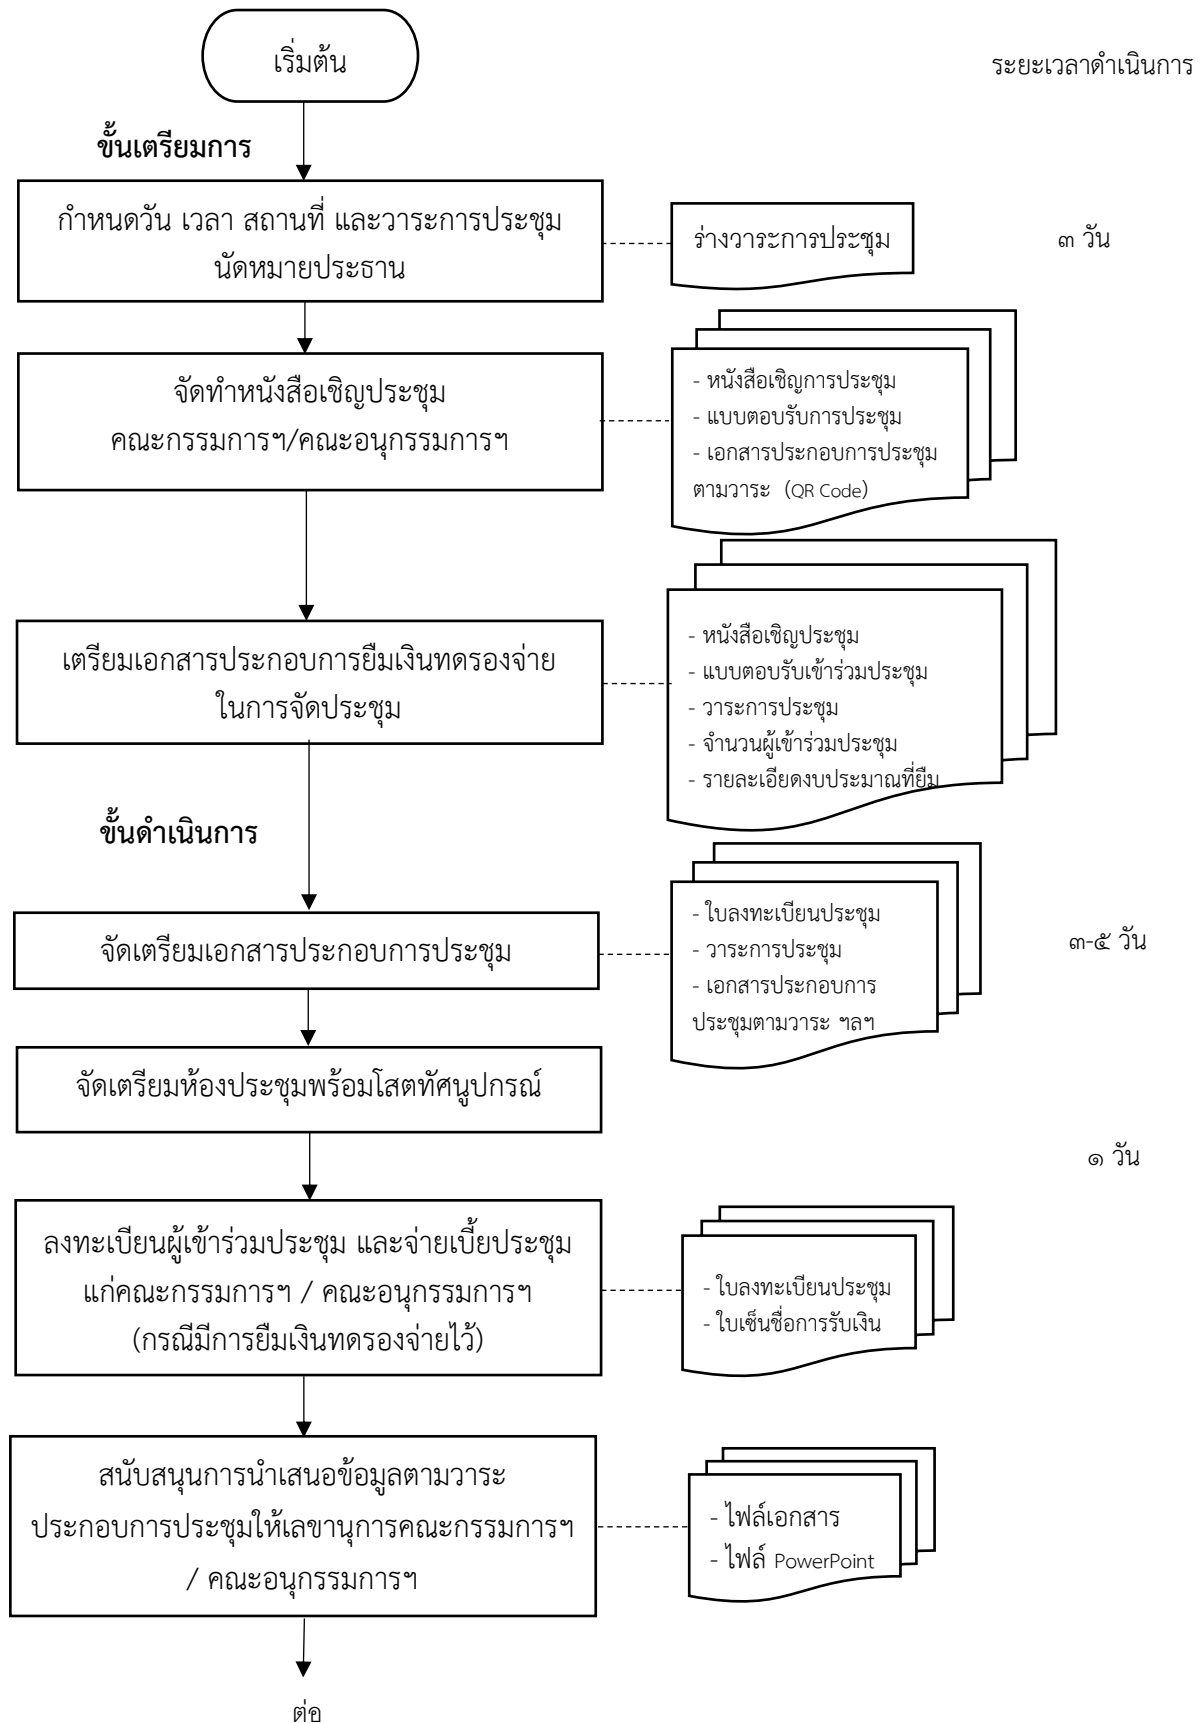 เริ่มต้น
ระยะเวลาดำเนินการ
ขั้นเตรียมการ
กำหนดวัน เวลา สถานที่ และวาระการประชุม
นัดหมายประธาน
ร่างวาระการประชุม
๓ วัน
จัดทำหนังสือเชิญประชุม
คณะกรรมการฯ/คณะอนุกรรมการฯ
- หนังสือเชิญการประชุม
- แบบตอบรับการประชุม
- เอกสารประกอบการประชุม
ตามวาระ (QR Code)
เตรียมเอกสารประกอบการยืมเงินทดรองจ่าย
ในการจัดประชุม
- หนังสือเชิญประชุม
- แบบตอบรับเข้าร่วมประชุม
- วาระการประชุม
- จำนวนผู้เข้าร่วมประชุม
- รายละเอียดงบประมาณที่ยืม
ขั้นดำเนินการ
จัดเตรียมเอกสารประกอบการประชุม
- ใบลงทะเบียนประชุม
- วาระการประชุม
- เอกสารประกอบการ
ประชุมตามวาระ ฯลฯ
๓-๕ วัน
จัดเตรียมห้องประชุมพร้อมโสตทัศนูปกรณ์
๑ วัน
ลงทะเบียนผู้เข้าร่วมประชุม และจ่ายเบี้ยประชุม
แก่คณะกรรมการฯ / คณะอนุกรรมการฯ
(กรณีมีการยืมเงินทดรองจ่ายไว้)
- ใบลงทะเบียนประชุม
- ใบเซ็นชื่อการรับเงิน
สนับสนุนการนำเสนอข้อมูลตามวาระ
ประกอบการประชุมให้เลขานุการคณะกรรมการฯ
/ คณะอนุกรรมการฯ
- ไฟล์เอกสาร
- ไฟล์ PowerPoint
ต่อ